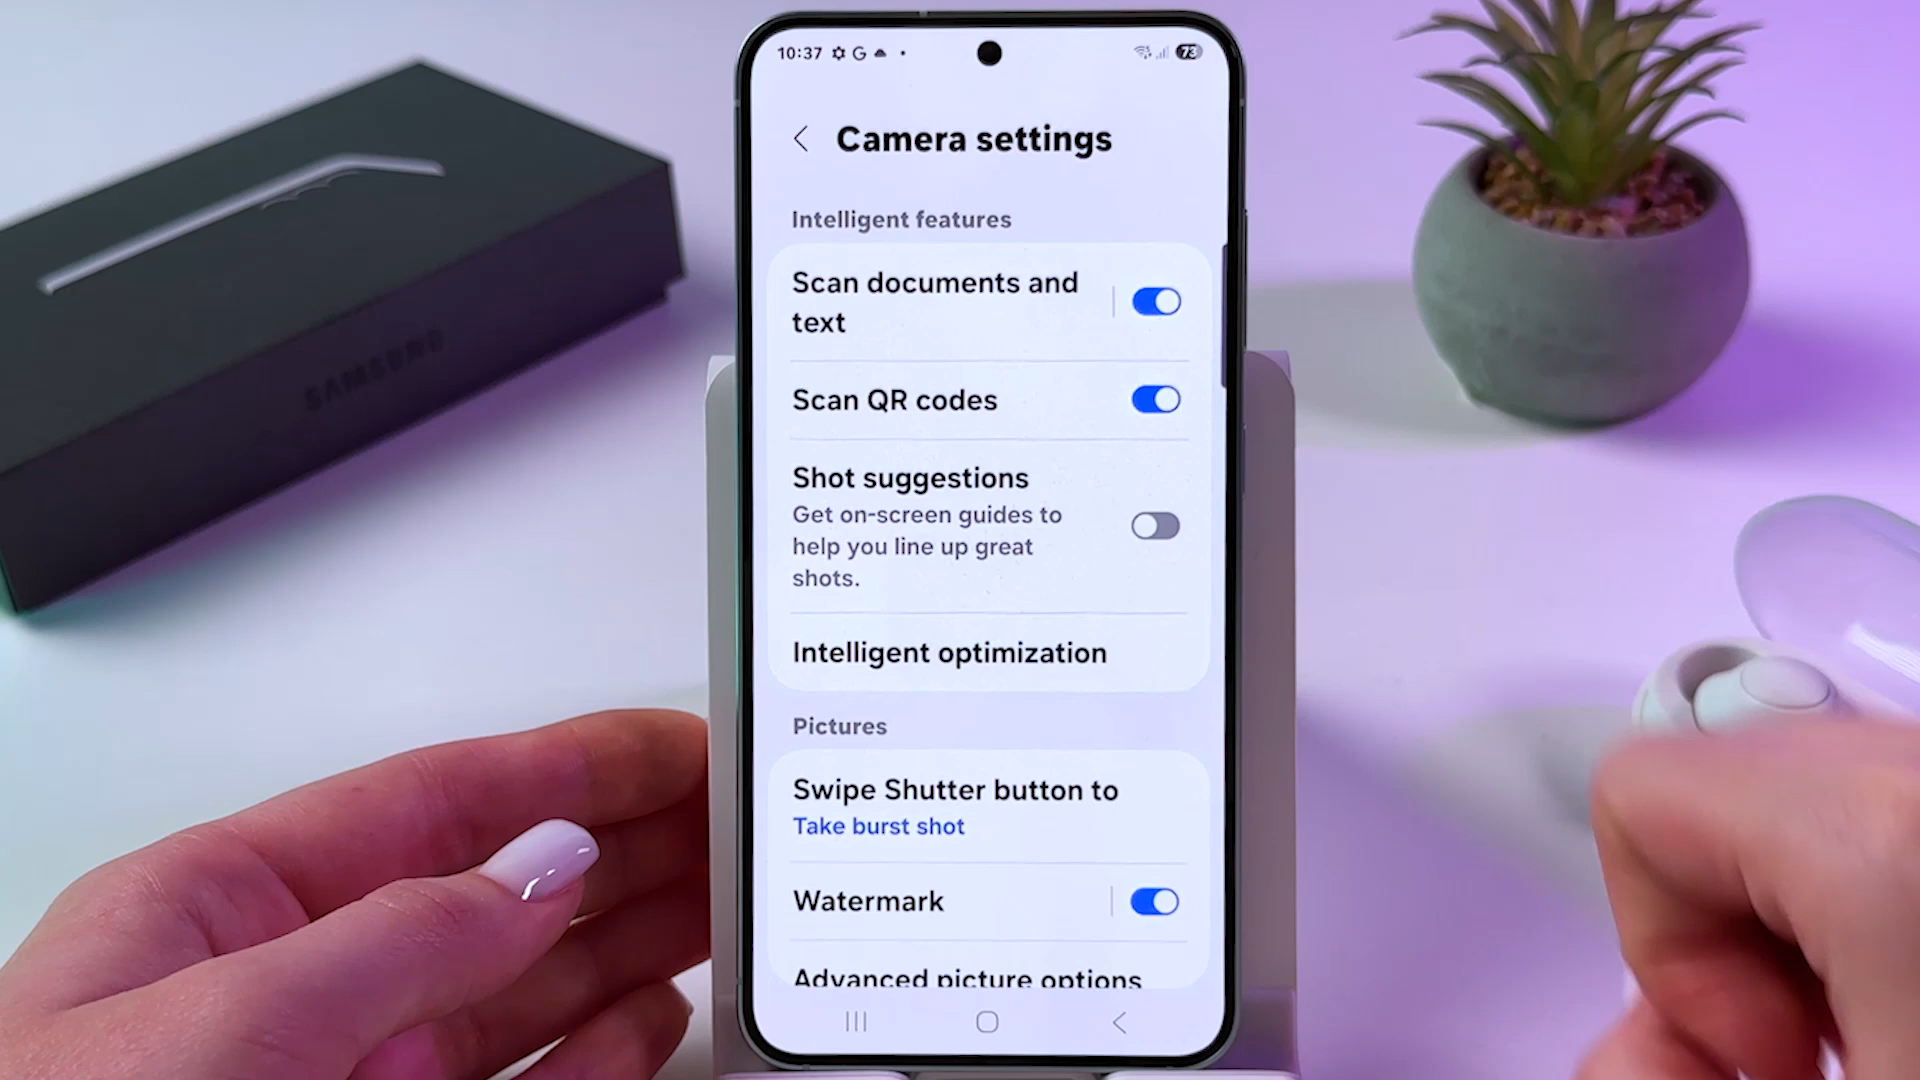 10:37
G
73
Camera settings
Intelligent features
Scan documents and
text
Scan QR codes
Shot suggestions
Get on-screen guides to
help you line up great
shots.
Intelligent optimization
Pictures
Swipe Shutter button to
Take burst shot
Watermark
Advanced picture options
SAMSUNG